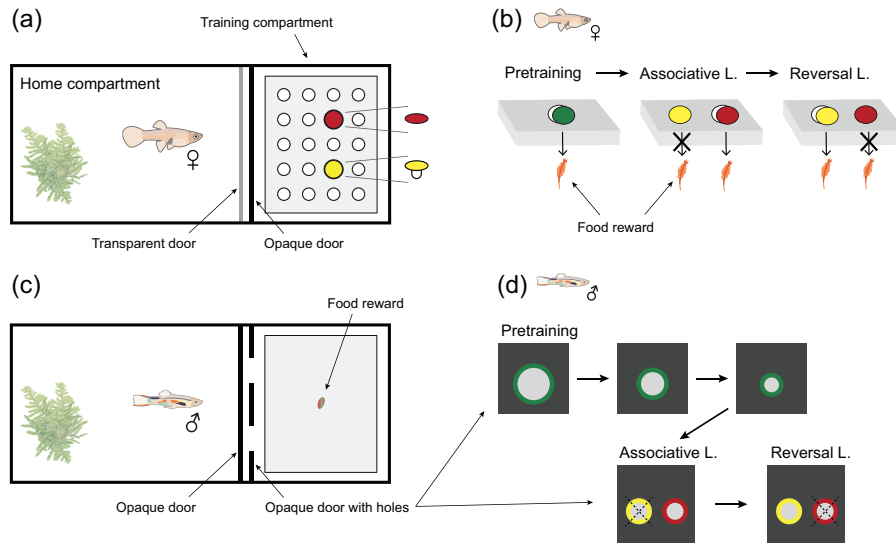 (a)
Training compartment
Home compartment
♀
Transparent door
Opaque door
(b)
♀
Pretraining
Associative L.
Reversal L.
Food reward
(c)
Food reward
♂
Opaque door
Opaque door with holes
(d)
♂
Pretraining
Associative L.
Reversal L.